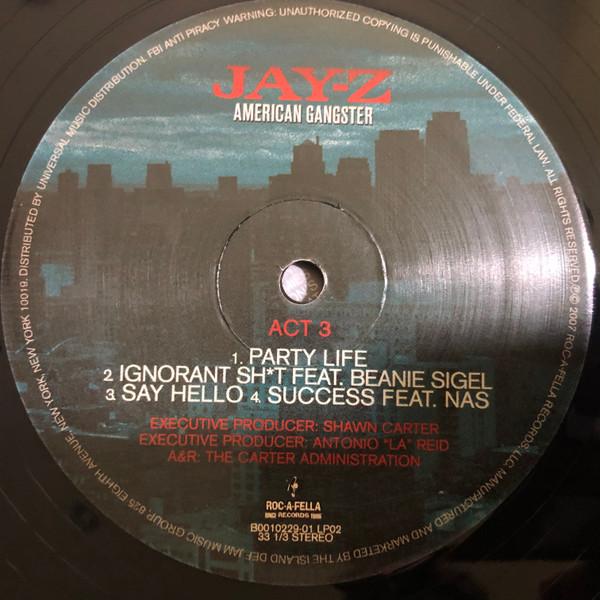 JAY-Z
AMERICAN GANGSTER
ACT 3
1. PARTY LIFE
2. IGNORANT SH*T FEAT. BEANIE SIGEL
3. SAY HELLO 4. SUCCESS FEAT. NAS
EXECUTIVE PRODUCER: SHAWN CARTER
EXECUTIVE PRODUCER: ANTONIO "LA" REID
A&R: THE CARTER ADMINISTRATION
ROC-A-FELLA
RECORDS
B0010229-01 LP02
33 1/3 STEREO
MANUFACTURED AND MARKETED BY THE ISLAND DEF JAM MUSIC GROUP, 825 EIGHTH AVENUE, NEW YORK, NEW YORK 10019. DISTRIBUTED BY UNIVERSAL MUSIC DISTRIBUTION. FBI ANTI PIRACY WARNING: UNAUTHORIZED COPYING IS PUNISHABLE UNDER FEDERAL LAW. ALL RIGHTS RESERVED. ℗© 2007 ROC-A-FELLA RECORDS, LLC.